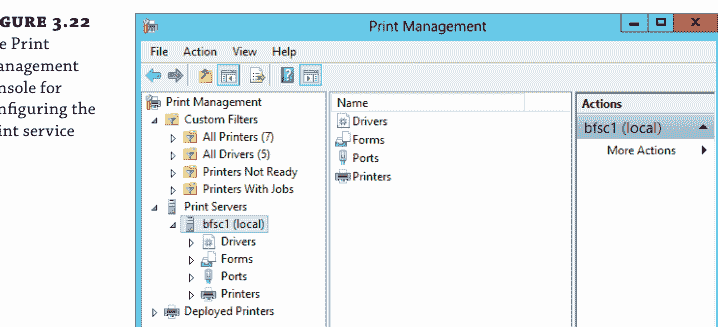 GURE 3.22
e Print
anagement
nsole for
nfiguring the
int service
Print Management
File Action View Help
Print Management
Custom Filters
All Printers (7)
All Drivers (5)
Printers Not Ready
Printers With Jobs
Print Servers
bfsc1 (local)
Drivers
Forms
Ports
Printers
Deployed Printers
Name
Drivers
Forms
Ports
Printers
Actions
bfsc1 (local)
More Actions